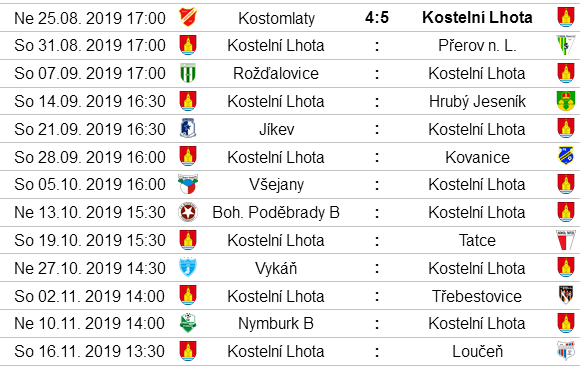 Ne 25.08. 2019 17:00 Kostomlaty 4:5 Kostelní Lhota
So 31.08. 2019 17:00 Kostelní Lhota : Přerov n. L.
So 07.09. 2019 17:00 Rožďalovice : Kostelní Lhota
So 14.09. 2019 16:30 Kostelní Lhota : Hrubý Jeseník
So 21.09. 2019 16:30 Jíkev : Kostelní Lhota
So 28.09. 2019 16:00 Kostelní Lhota : Kovanice
So 05.10. 2019 16:00 Všejany : Kostelní Lhota
Ne 13.10. 2019 15:30 Boh. Poděbrady B : Kostelní Lhota
So 19.10. 2019 15:30 Kostelní Lhota : Tatce
Ne 27.10. 2019 14:30 Vykáň : Kostelní Lhota
So 02.11. 2019 14:00 Kostelní Lhota : Třebestovice
Ne 10.11. 2019 14:00 Nymburk B : Kostelní Lhota
So 16.11. 2019 13:30 Kostelní Lhota : Loučeň